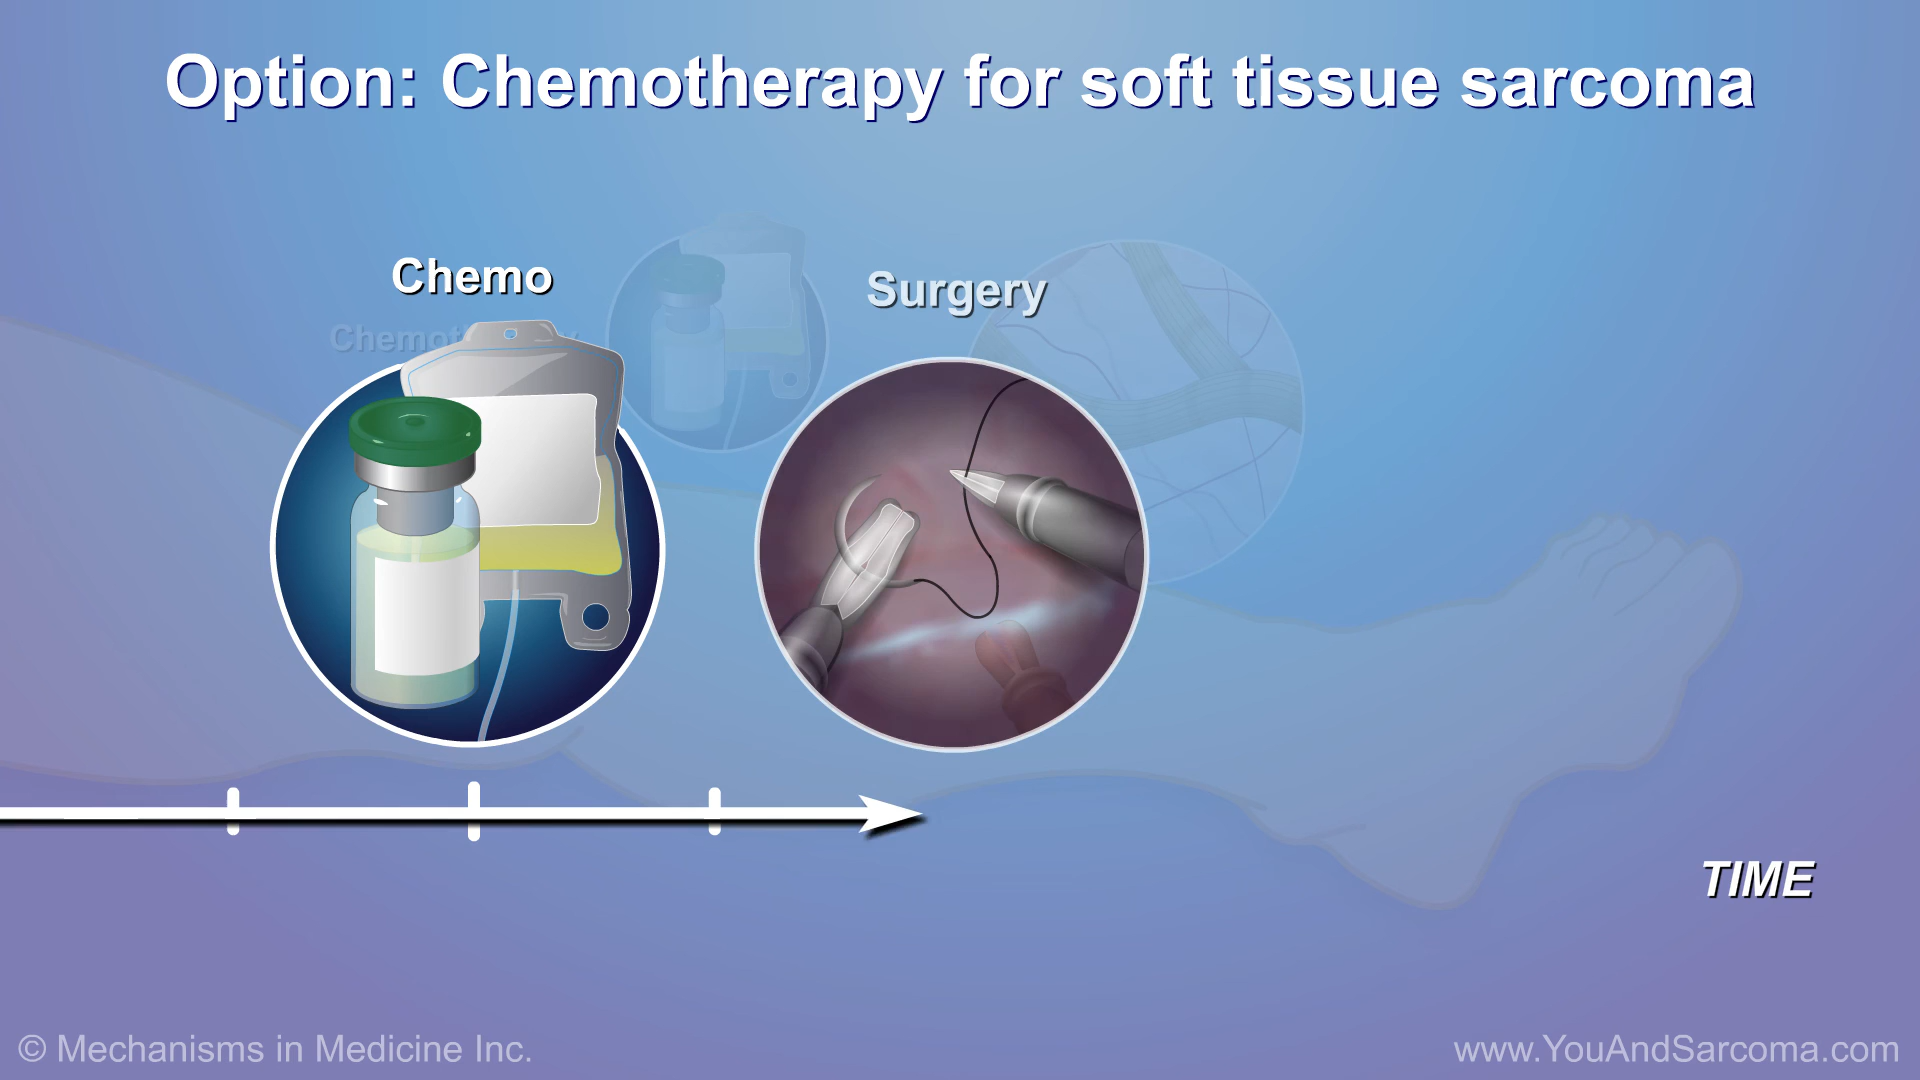 Option: Chemotherapy for soft tissue sarcoma
Chemo
Surgery
TIME
© Mechanisms in Medicine Inc.
www.YouAndSarcoma.com